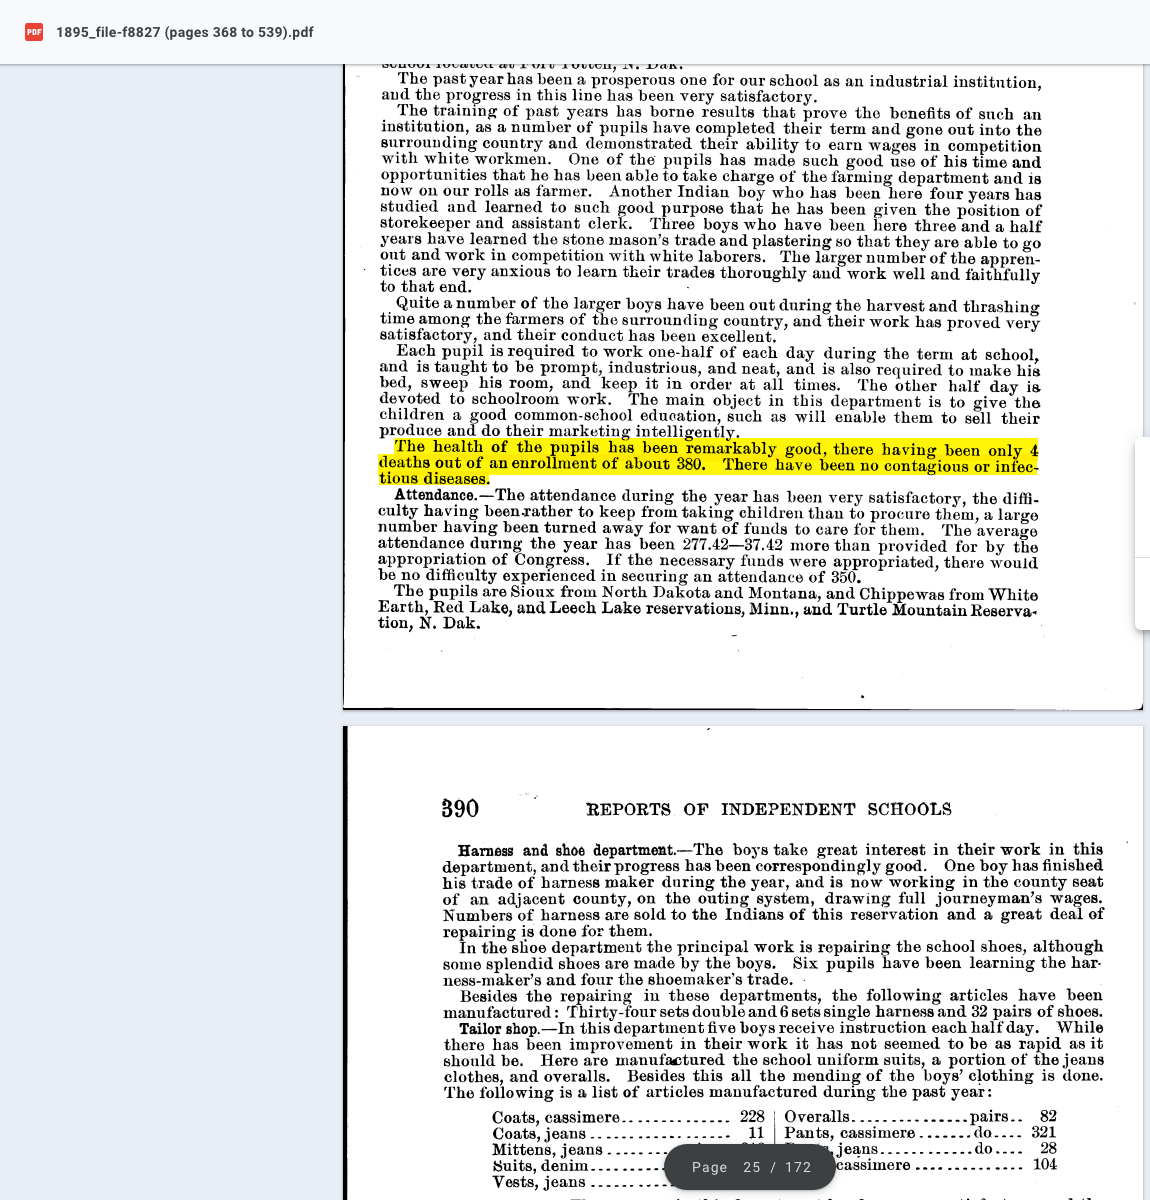 1895_file-f8827 (pages 368 to 539).pdf
school located at Fort Totten, N. Dak.
The past year has been a prosperous one for our school as an industrial institution,
and the progress in this line has been very satisfactory.
The training of past years has borne results that prove the benefits of such an
institution, as a number of pupils have completed their term and gone out into the
surrounding country and demonstrated their ability to earn wages in competition
with white workmen. One of the pupils has made such good use of his time and
opportunities that he has been able to take charge of the farming department and is
now on our rolls as farmer. Another Indian boy who has been here four years has
studied and learned to such good purpose that he has been given the position of
storekeeper and assistant clerk. Three boys who have been here three and a half
years have learned the stone mason's trade and plastering so that they are able to go
out and work in competition with white laborers. The larger number of the appren-
tices are very anxious to learn their trades thoroughly and work well and faithfully
to that end.
Quite a number of the larger boys have been out during the harvest and thrashing
time among the farmers of the surrounding country, and their work has proved very
satisfactory, and their conduct has been excellent.
Each pupil is required to work one-half of each day during the term at school,
and is taught to be prompt, industrious, and neat, and is also required to make his
bed, sweep his room, and keep it in order at all times. The other half day is
devoted to schoolroom work. The main object in this department is to give the
children a good common-school education, such as will enable them to sell their
produce and do their marketing intelligently.
The health of the pupils has been remarkably good, there having been only 4
deaths out of an enrollment of about 380. There have been no contagious or infec-
tious diseases.
Attendance.—The attendance during the year has been very satisfactory, the diffi-
culty having been rather to keep from taking children than to procure them, a large
number having been turned away for want of funds to care for them. The average
attendance during the year has been 277.42—37.42 more than provided for by the
appropriation of Congress. If the necessary funds were appropriated, there would
be no difficulty experienced in securing an attendance of 350.
The pupils are Sioux from North Dakota and Montana, and Chippewas from White
Earth, Red Lake, and Leech Lake reservations, Minn., and Turtle Mountain Reserva-
tion, N. Dak.
390 REPORTS OF INDEPENDENT SCHOOLS
Harness and shoe department.—The boys take great interest in their work in this
department, and their progress has been correspondingly good. One boy has finished
his trade of harness maker during the year, and is now working in the county seat
of an adjacent county, on the outing system, drawing full journeyman's wages.
Numbers of harness are sold to the Indians of this reservation and a great deal of
repairing is done for them.
In the shoe department the principal work is repairing the school shoes, although
some splendid shoes are made by the boys. Six pupils have been learning the har-
ness-maker's and four the shoemaker's trade.
Besides the repairing in these departments, the following articles have been
manufactured: Thirty-four sets double and 6 sets single harness and 32 pairs of shoes.
Tailor shop.—In this department five boys receive instruction each half day. While
there has been improvement in their work it has not seemed to be as rapid as it
should be. Here are manufactured the school uniform suits, a portion of the jeans
clothes, and overalls. Besides this all the mending of the boys' clothing is done.
The following is a list of articles manufactured during the past year:
Coats, cassimere............. 228 | Overalls..............pairs.. 82
Coats, jeans................. 11 | Pants, cassimere.......do.... 321
Mittens, jeans ........ jeans...........do.... 28
Suits, denim......... cassimere .............. 104
Vests, jeans .........
Page 25 / 172